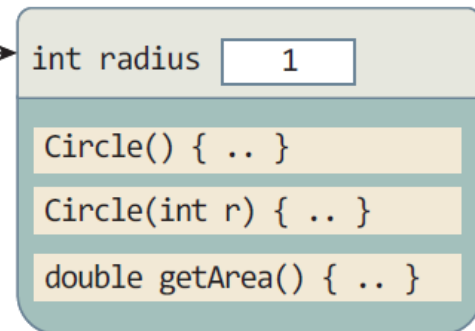 int radius 1
Circle() { .. }
Circle(int r) { .. }
double getArea() { .. }